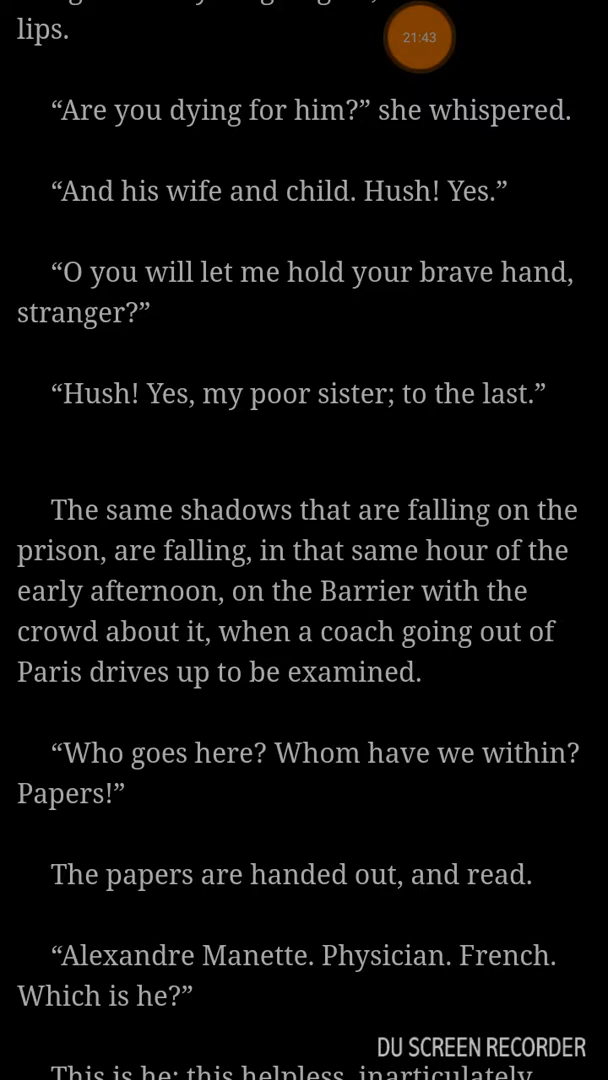 lips.
21:43
“Are you dying for him?” she whispered.
“And his wife and child. Hush! Yes.”
“O you will let me hold your brave hand,
stranger?”
“Hush! Yes, my poor sister; to the last.”
The same shadows that are falling on the
prison, are falling, in that same hour of the
early afternoon, on the Barrier with the
crowd about it, when a coach going out of
Paris drives up to be examined.
“Who goes here? Whom have we within?
Papers!”
The papers are handed out, and read.
“Alexandre Manette. Physician. French.
Which is he?”
DU SCREEN RECORDER
This is he; this helpless, inarticulately